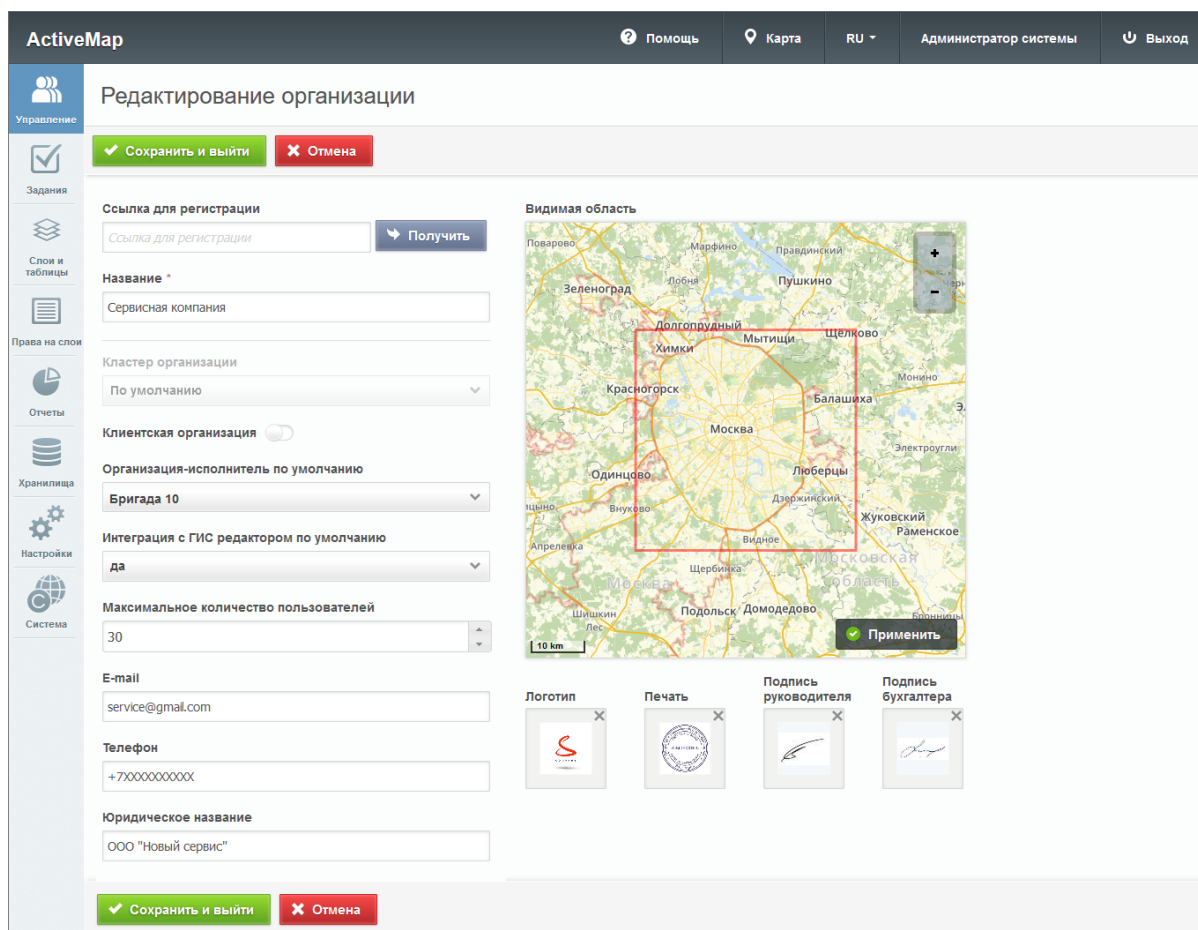 ActiveMap
Помощь
Карта
RU
Администратор системы
Выход
Управление
Задания
Слои и
таблицы
Права на слои
Отчеты
Хранилища
Настройки
Система
Редактирование организации
Сохранить и выйти
Отмена
Ссылка для регистрации
Ссылка для регистрации
Получить
Название *
Сервисная компания
Кластер организации
По умолчанию
Клиентская организация
Организация-исполнитель по умолчанию
Бригада 10
Интеграция с ГИС редактором по умолчанию
да
Максимальное количество пользователей
30
E-mail
service@gmail.com
Телефон
+7XXXXXXXXXX
Юридическое название
ООО "Новый сервис"
Видимая область
Поварово
Марфино
Правдинский
+
Зеленоград
Лобня
Пушкино
-
Долгопрудный
Химки
Мытищи
Щёлково
Красногорск
Монино
Балашиха
Москва
Электроугли
Одинцово
Люберцы
Внуково
Дзержинский
Жуковский
Апрелевка
Видное
Раменское
Московская
область
Щербинка
Москва
Шишкин
Лес
Подольск
Домодедово
Бронницы
10 km
Применить
Логотип
Печать
Подпись
руководителя
Подпись
бухгалтера
Сохранить и выйти
Отмена